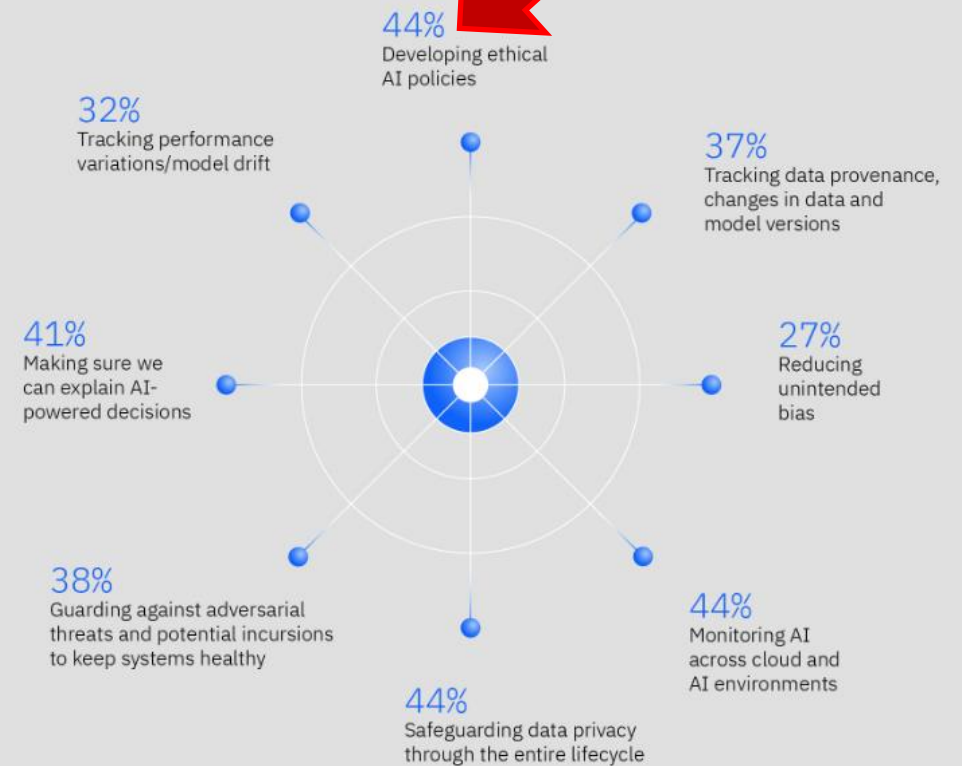 44%
Developing ethical
AI policies
32%
Tracking performance
variations/model drift
37%
Tracking data provenance,
changes in data and
model versions
41%
Making sure we
can explain AI-
powered decisions
27%
Reducing
unintended
bias
38%
Guarding against adversarial
threats and potential incursions
to keep systems healthy
44%
Monitoring AI
across cloud and
AI environments
44%
Safeguarding data privacy
through the entire lifecycle